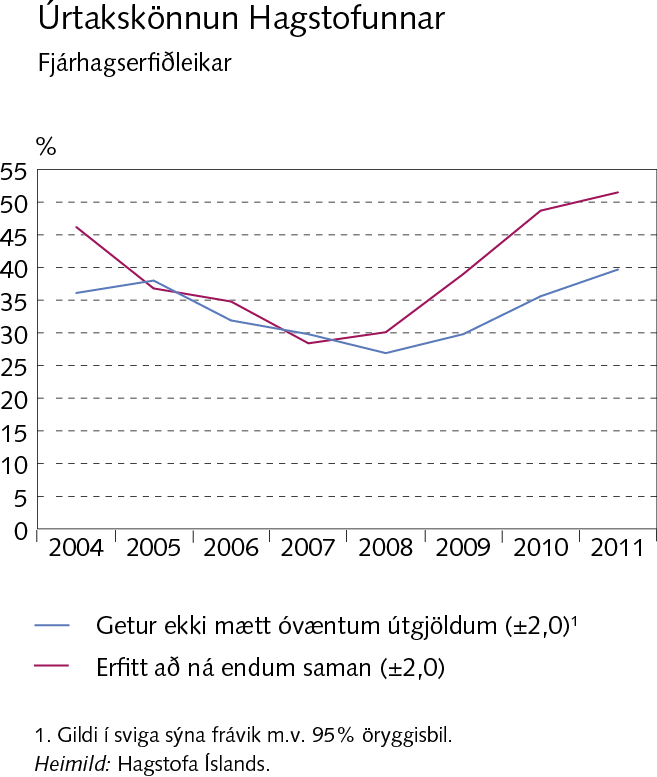 Úrtakskönnun Hagstofunnar
Fjárhagserfiðleikar
%
55
50
45
40
35
30
25
20
15
10
5
0
2004 2005 2006 2007 2008 2009 2010 2011
Getur ekki mætt óvæntum útgjöldum (±2,0)¹
Erfitt að ná endum saman (±2,0)
1. Gildi í sviga sýna frávik m.v. 95% öryggisbil.
Heimild: Hagstofa Íslands.